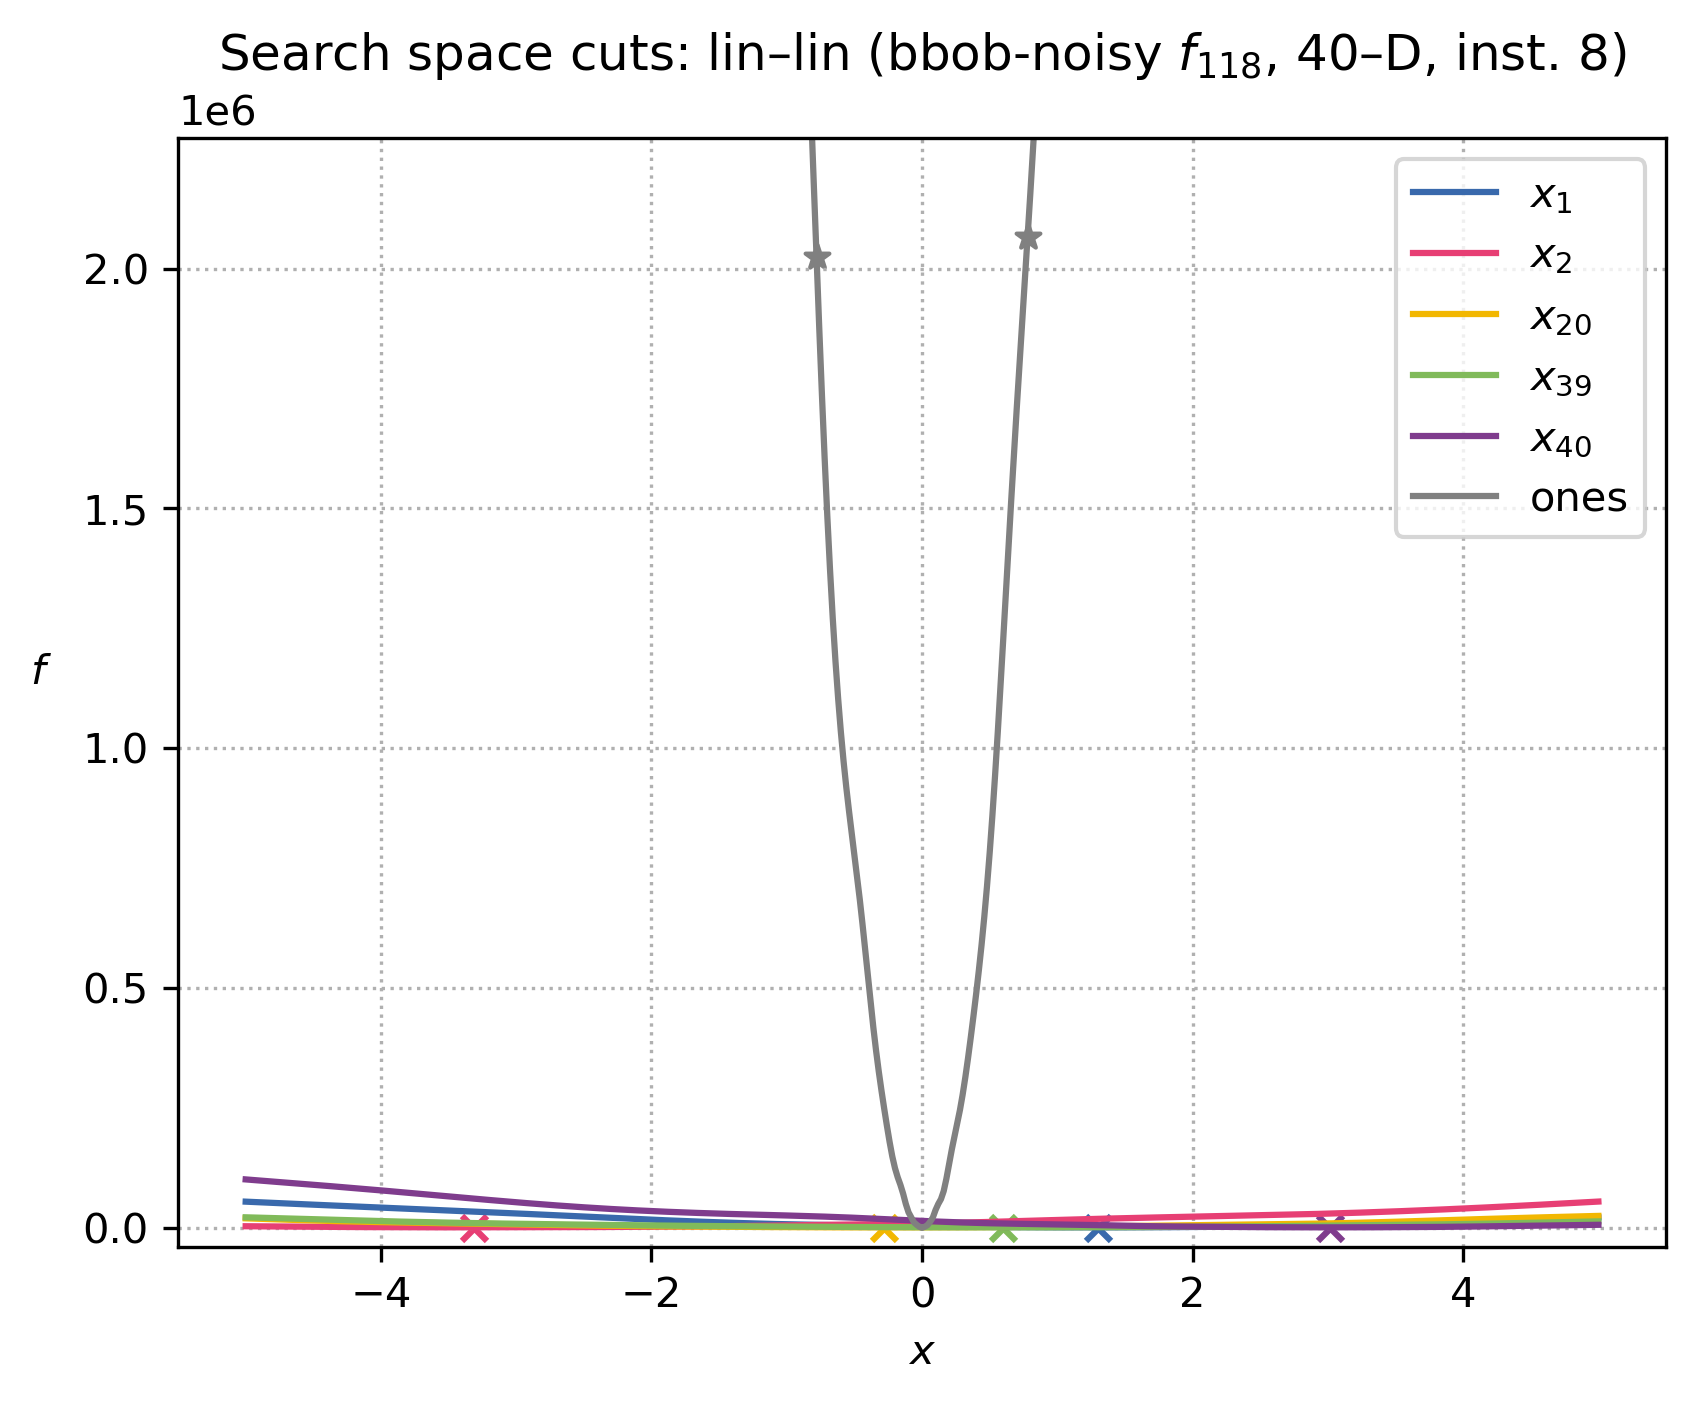 Search space cuts: lin–lin (bbob-noisy f₁₁₈, 40–D, inst. 8)
1e6
2.0
1.5
1.0
0.5
0.0
f
−4
−2
0
2
4
x
x₁
x₂
x₂₀
x₃₉
x₄₀
ones